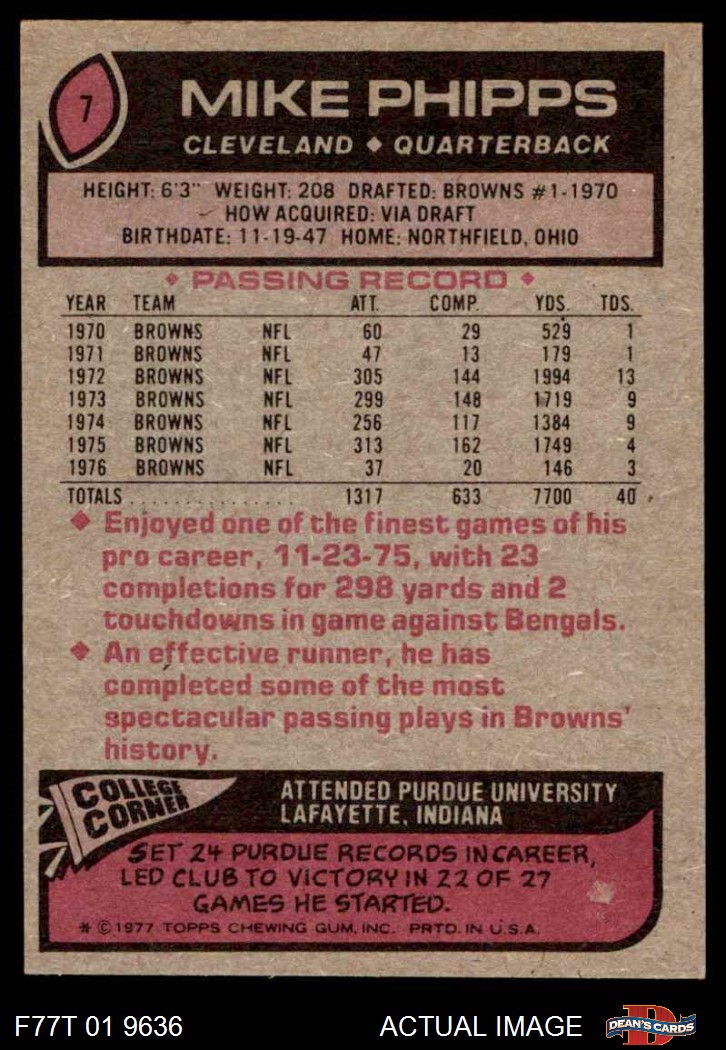 7
MIKE PHIPPS
CLEVELAND ◆ QUARTERBACK
HEIGHT: 6'3" WEIGHT: 208 DRAFTED: BROWNS #1-1970
HOW ACQUIRED: VIA DRAFT
BIRTHDATE: 11-19-47 HOME: NORTHFIELD, OHIO
◆ PASSING RECORD ◆
YEAR TEAM ATT. COMP. YDS. TDS.
1970 BROWNS NFL 60 29 529 1
1971 BROWNS NFL 47 13 179 1
1972 BROWNS NFL 305 144 1994 13
1973 BROWNS NFL 299 148 1719 9
1974 BROWNS NFL 256 117 1384 9
1975 BROWNS NFL 313 162 1749 4
1976 BROWNS NFL 37 20 146 3
TOTALS ............... 1317 633 7700 40
◆ Enjoyed one of the finest games of his
pro career, 11-23-75, with 23
completions for 298 yards and 2
touchdowns in game against Bengals.
◆ An effective runner, he has
completed some of the most
spectacular passing plays in Browns'
history.
COLLEGE
CORNER
ATTENDED PURDUE UNIVERSITY
LAFAYETTE, INDIANA
SET 24 PURDUE RECORDS IN CAREER,
LED CLUB TO VICTORY IN 22 OF 27
GAMES HE STARTED.
* © 1977 TOPPS CHEWING GUM, INC. PRTD. IN U.S.A.
F77T 01 9636 ACTUAL IMAGE
D
DEAN'S CARDS